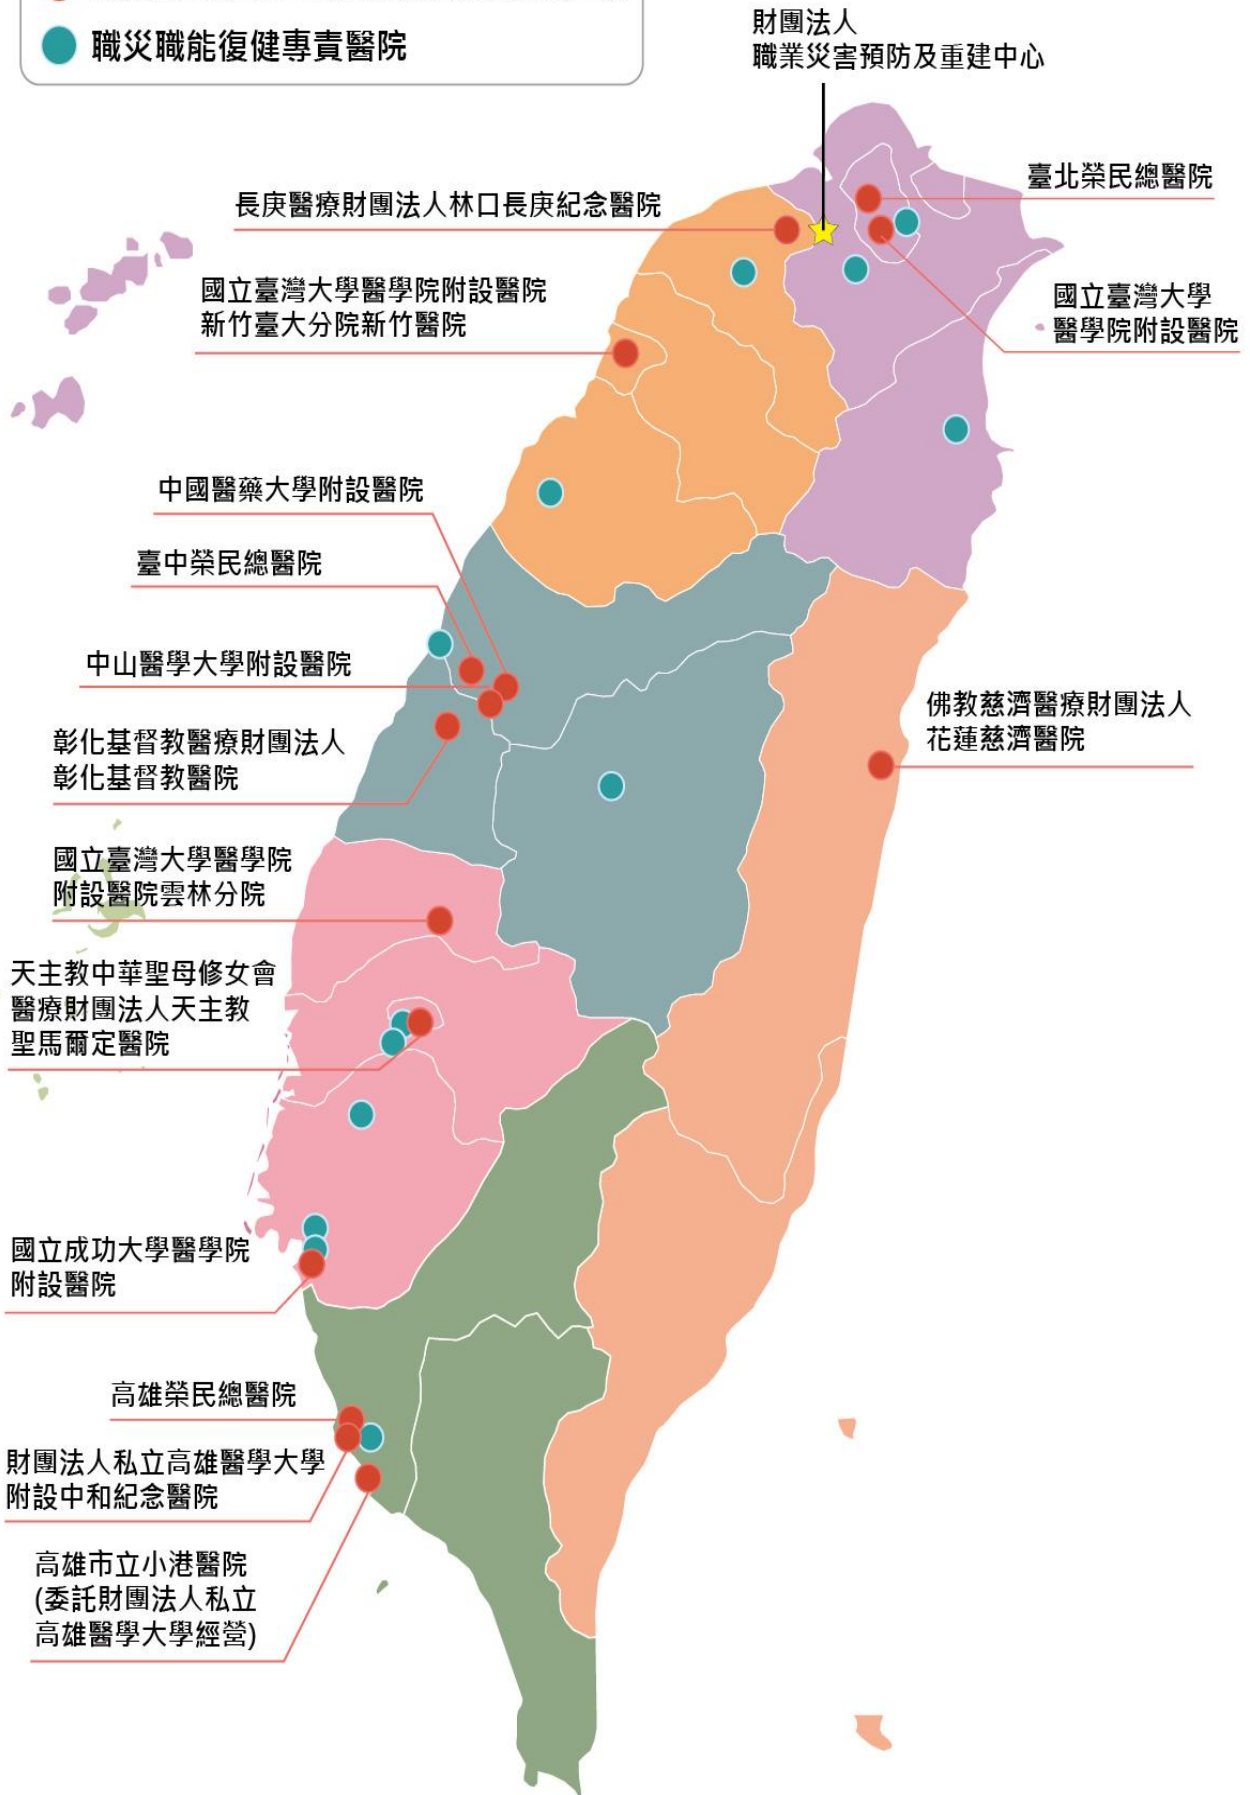 職災職能復健專責醫院
財團法人
職業災害預防及重建中心
臺北榮民總醫院
長庚醫療財團法人林口長庚紀念醫院
國立臺灣大學醫學院附設醫院
新竹臺大分院新竹醫院
國立臺灣大學
醫學院附設醫院
中國醫藥大學附設醫院
臺中榮民總醫院
中山醫學大學附設醫院
彰化基督教醫療財團法人
彰化基督教醫院
佛教慈濟醫療財團法人
花蓮慈濟醫院
國立臺灣大學醫學院
附設醫院雲林分院
天主教中華聖母修女會
醫療財團法人天主教
聖馬爾定醫院
國立成功大學醫學院
附設醫院
高雄榮民總醫院
財團法人私立高雄醫學大學
附設中和紀念醫院
高雄市立小港醫院
(委託財團法人私立
高雄醫學大學經營)